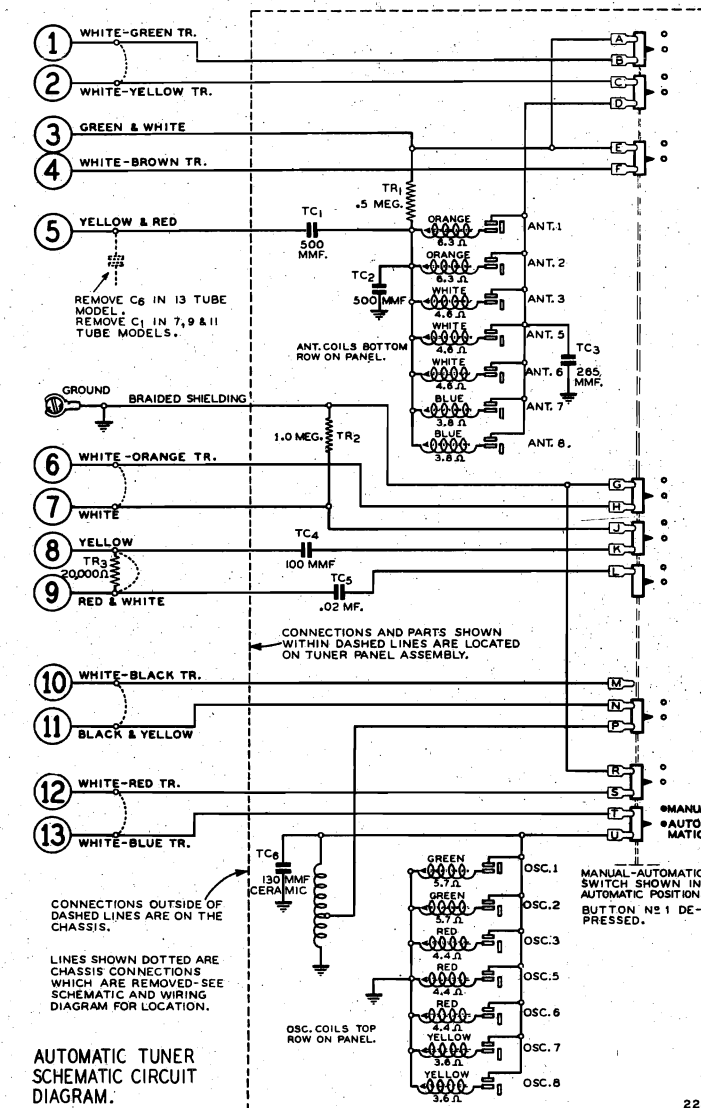 1 WHITE-GREEN TR.
A
B
2
WHITE-YELLOW TR.
C
D
3 GREEN & WHITE
E
4 WHITE-BROWN TR.
F
TR1
.5 MEG.
5 YELLOW & RED
TC1
500
MMF.
ORANGE
6.3 Ω
ANT.1
ORANGE
6.3 Ω
ANT. 2
TC2
500 MMF
WHITE
4.6 Ω
ANT. 3
WHITE
4.6 Ω
ANT. 5
WHITE
4.6 Ω
ANT. 6
BLUE
3.8 Ω
ANT. 7
BLUE
3.8 Ω
ANT. 8.
TC3
265
MMF.
REMOVE C6 IN 13 TUBE
MODEL.
REMOVE C1 IN 7,9 & 11
TUBE MODELS.
ANT. COILS BOTTOM
ROW ON PANEL.
GROUND
BRAIDED SHIELDING
1.0 MEG. TR2
6 WHITE-ORANGE TR.
G
H
7
WHITE
J
8 YELLOW
TC4
100 MMF
K
TR3
20,000Ω
9
RED & WHITE
TC5
.02 MF.
L
CONNECTIONS AND PARTS SHOWN
WITHIN DASHED LINES ARE LOCATED
ON TUNER PANEL ASSEMBLY.
10 WHITE-BLACK TR.
M
N
11
BLACK & YELLOW
P
R
12 WHITE-RED TR.
S
T
13
WHITE-BLUE TR.
U
MANU
AUTO
MATIC
TC6
130 MMF
CERAMIC
GREEN
5.7 Ω
OSC.1
GREEN
5.7 Ω
OSC.2
RED
4.4 Ω
OSC.3
RED
4.4 Ω
OSC.5
RED
4.4 Ω
OSC.6
YELLOW
3.6 Ω
OSC.7
YELLOW
3.6 Ω
OSC.8
MANUAL-AUTOMATIC
SWITCH SHOWN IN
AUTOMATIC POSITION
BUTTON Nº 1 DE-
PRESSED.
CONNECTIONS OUTSIDE OF
DASHED LINES ARE ON THE
CHASSIS.
LINES SHOWN DOTTED ARE
CHASSIS CONNECTIONS
WHICH ARE REMOVED-SEE
SCHEMATIC AND WIRING
DIAGRAM FOR LOCATION.
OSC. COILS TOP
ROW ON PANEL.
AUTOMATIC TUNER
SCHEMATIC CIRCUIT
DIAGRAM.
22